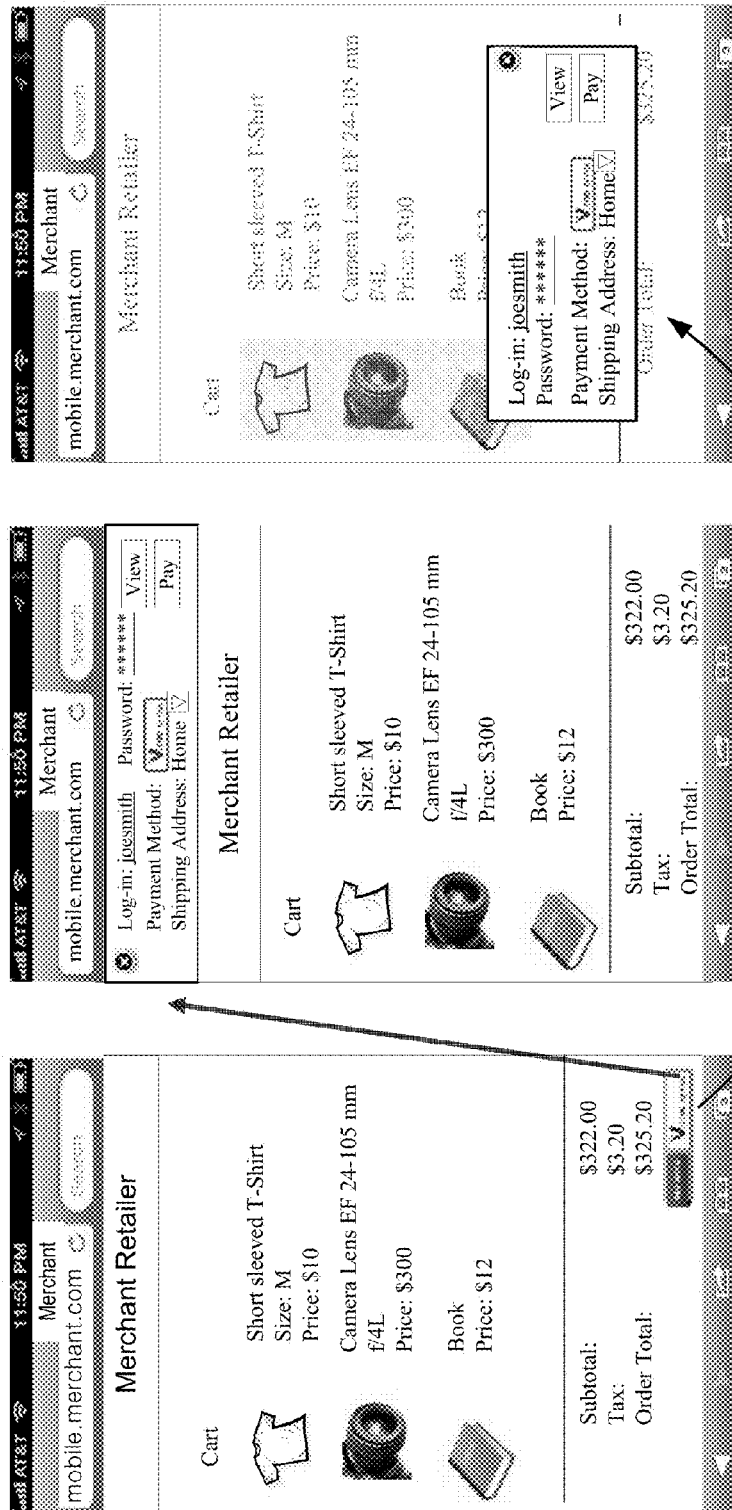 AT&T 11:50 PM
Merchant
mobile.merchant.com Search
Merchant Retailer
Cart
Short sleeved T-Shirt
Size: M
Price: $10
Camera Lens EF 24-105 mm
f/4L
Price: $300
Book
Price: $12
Subtotal: $322.00
Tax: $3.20
Order Total: $325.20
AT&T 11:50 PM
Merchant
mobile.merchant.com Search
Log-in: joesmith Password: ******
Payment Method:
View
Shipping Address: Home
Pay
Merchant Retailer
Cart
Short sleeved T-Shirt
Size: M
Price: $10
Camera Lens EF 24-105 mm
f/4L
Price: $300
Book
Price: $12
Subtotal: $322.00
Tax: $3.20
Order Total: $325.20
AT&T 11:50 PM
Merchant
mobile.merchant.com Search
Merchant Retailer
Cart
Short sleeved T-Shirt
Size: M
Price: $10
Camera Lens EF 24-105 mm
f/4L
Price: $300
Book
Price: $12
Log-in: joesmith
Password: ******
View
Payment Method:
Pay
Shipping Address: Home
Order Total: $325.20